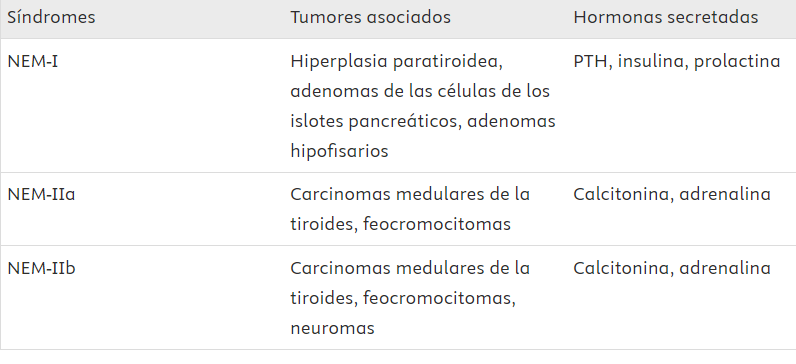 Síndromes Tumores asociados Hormonas secretadas
NEM-I Hiperplasia paratiroidea, PTH, insulina, prolactina
adenomas de las células de los
islotes pancreáticos, adenomas
hipofisarios
NEM-IIa Carcinomas medulares de la Calcitonina, adrenalina
tiroides, feocromocitomas
NEM-IIb Carcinomas medulares de la Calcitonina, adrenalina
tiroides, feocromocitomas,
neuromas